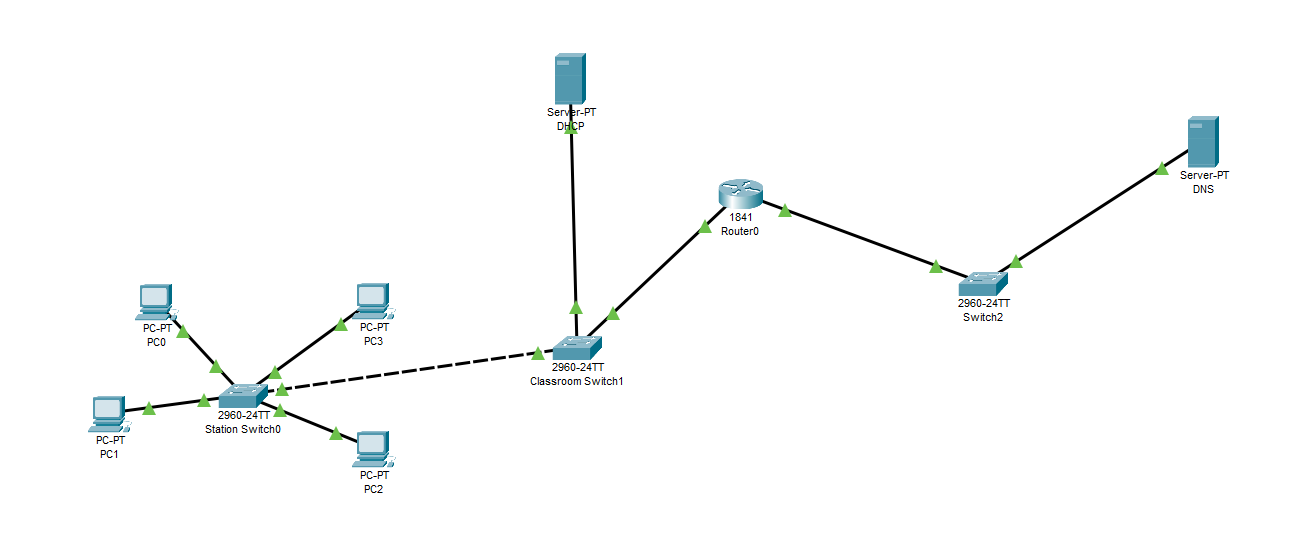 Server-PT
DHCP
Server-PT
DNS
1841
Router0
2960-24TT
Switch2
PC-PT
PC0
PC-PT
PC3
2960-24TT
Classroom Switch1
2960-24TT
Station Switch0
PC-PT
PC1
PC-PT
PC2